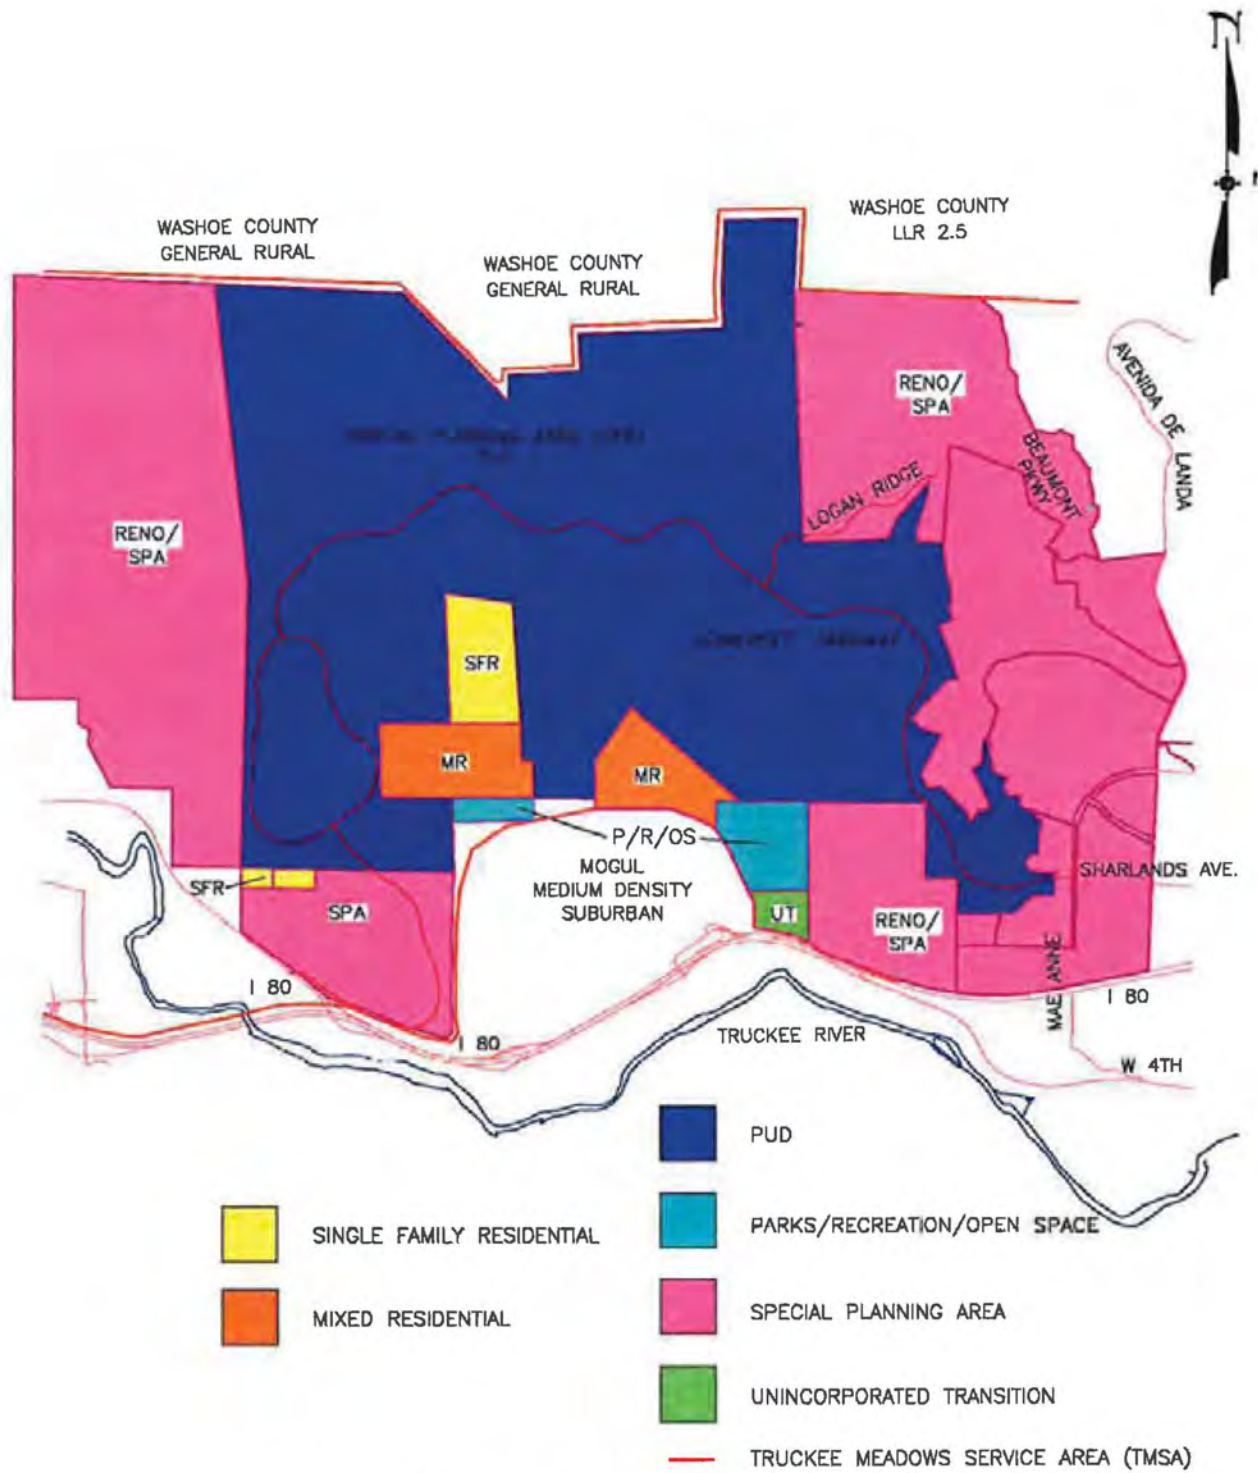 N
WASHOE COUNTY
GENERAL RURAL
WASHOE COUNTY
GENERAL RURAL
WASHOE COUNTY
LLR 2.5
AVENIDA DE LANDA
RENO/
SPA
BEAUMONT
PKWY
LOGAN RIDGE
RENO/
SPA
SFR
MR
MR
P/R/OS
MOGUL
MEDIUM DENSITY
SUBURBAN
SHARLANDS AVE.
SFR
SPA
UT
RENO/
SPA
MAE ANNE
I 80
I 80
I 80
TRUCKEE RIVER
W 4TH
PUD
PARKS/RECREATION/OPEN SPACE
SINGLE FAMILY RESIDENTIAL
SPECIAL PLANNING AREA
MIXED RESIDENTIAL
UNINCORPORATED TRANSITION
TRUCKEE MEADOWS SERVICE AREA (TMSA)